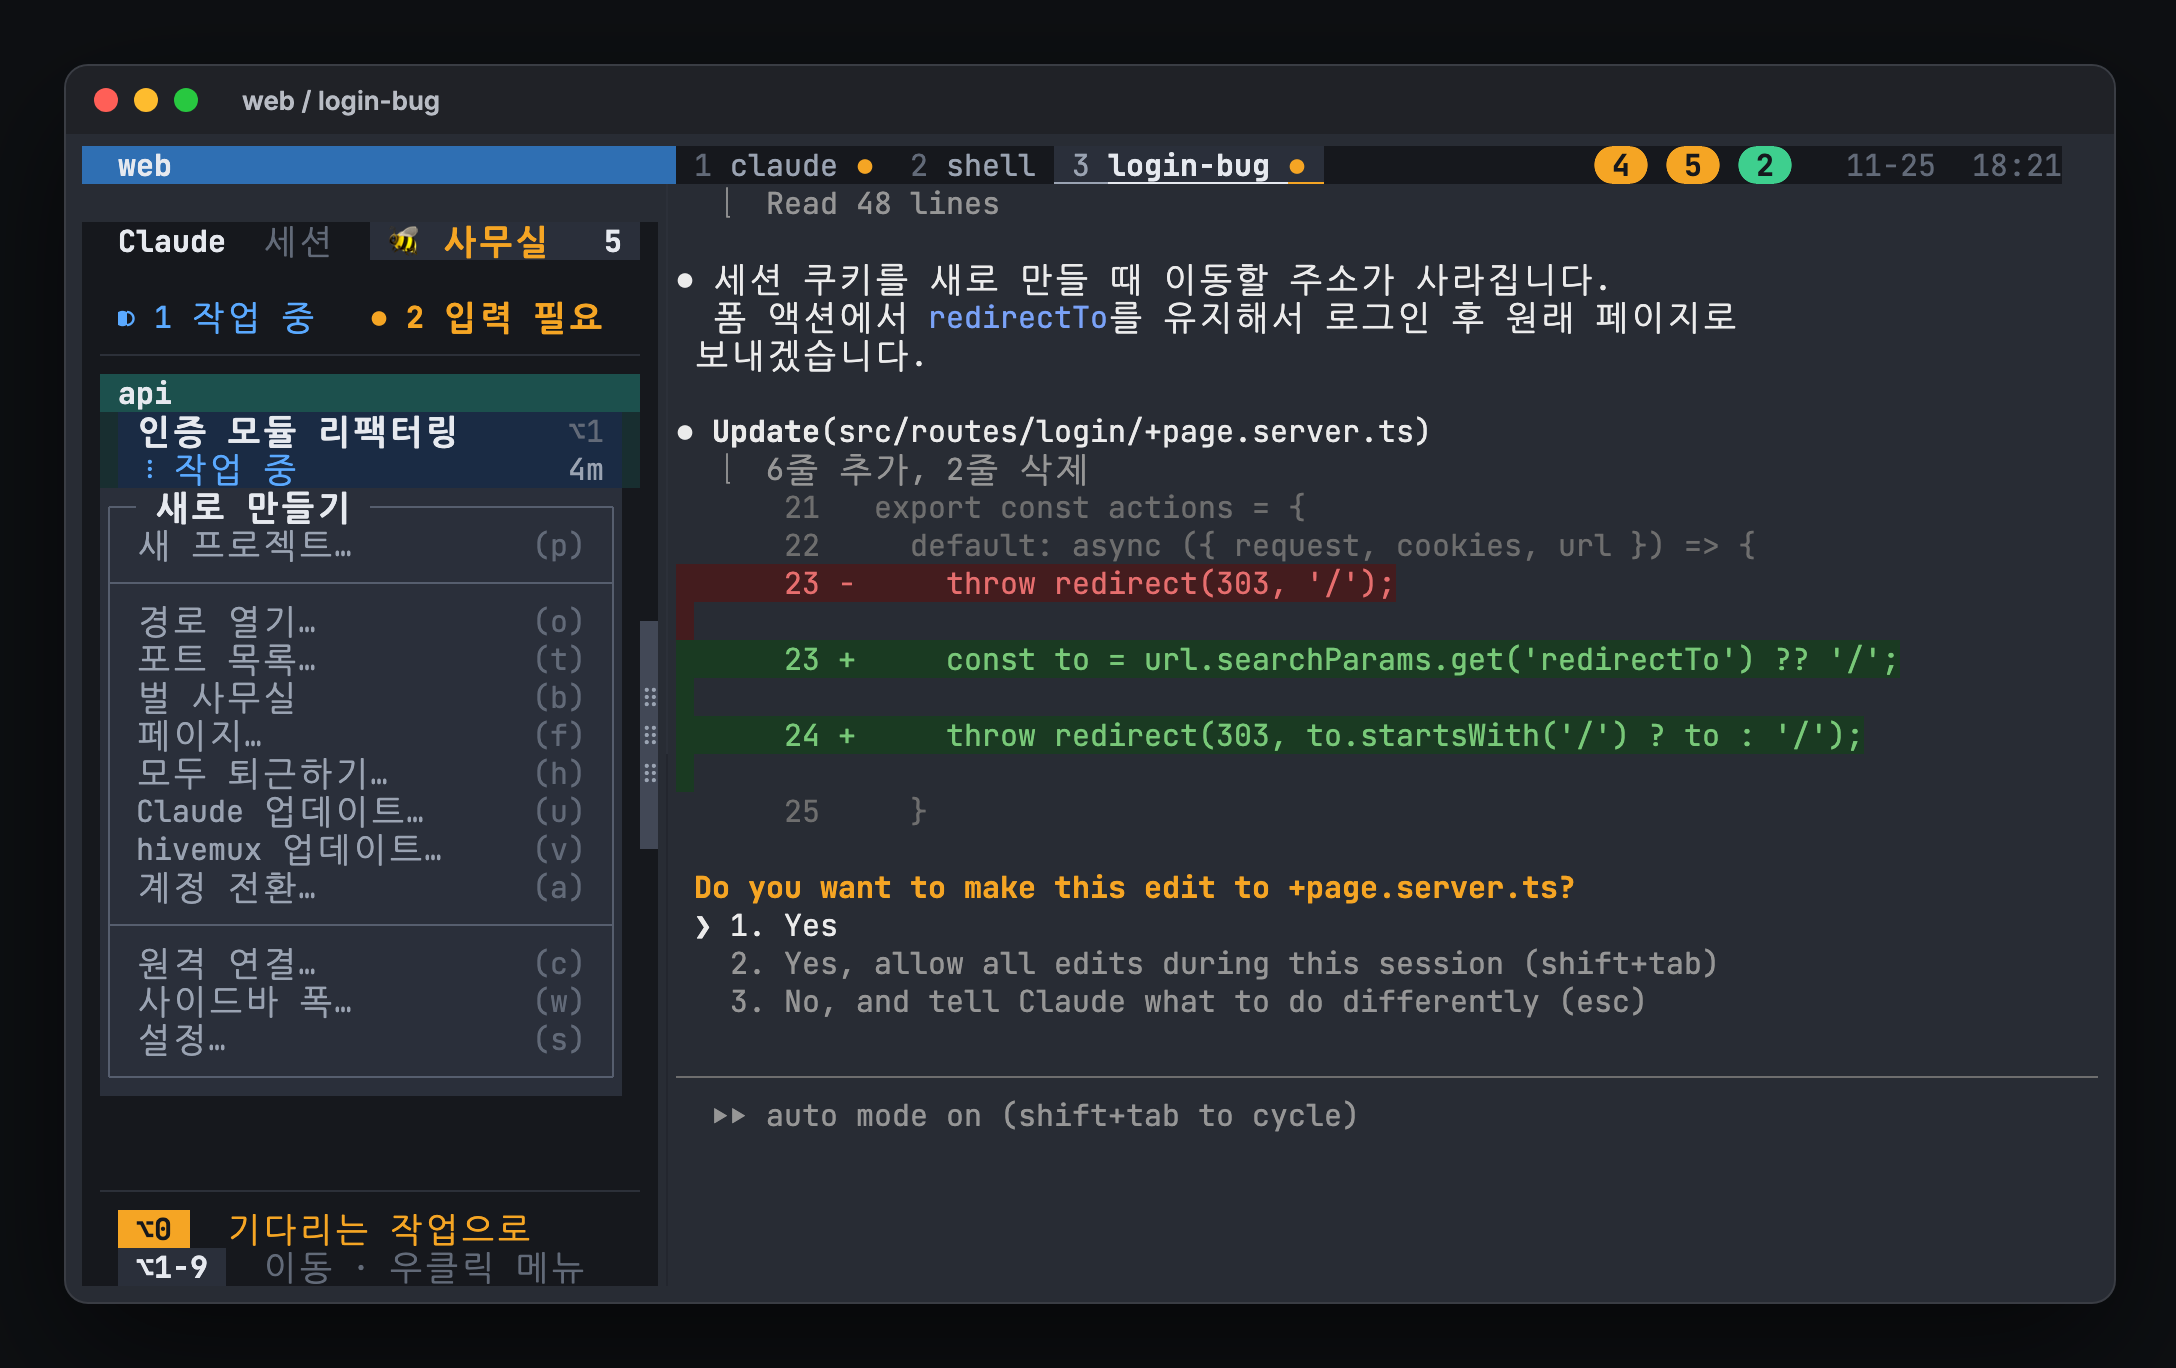 web / login-bug
web
1 claude ● 2 shell 3 login-bug ●
4 5 2 11-25 18:21
Claude 세션 🐝 사무실 5
1 작업 중 ● 2 입력 필요
api
인증 모듈 리팩터링 ⌥1
⋮ 작업 중 4m
새로 만들기
새 프로젝트… (p)
경로 열기… (o)
포트 목록… (t)
벌 사무실 (b)
페이지… (f)
모두 퇴근하기… (h)
Claude 업데이트… (u)
hivemux 업데이트… (v)
계정 전환… (a)
원격 연결… (c)
사이드바 폭… (w)
설정… (s)
⌥0 기다리는 작업으로
⌥1-9 이동 · 우클릭 메뉴
⎣ Read 48 lines
● 세션 쿠키를 새로 만들 때 이동할 주소가 사라집니다.
폼 액션에서 redirectTo를 유지해서 로그인 후 원래 페이지로
보내겠습니다.
● Update(src/routes/login/+page.server.ts)
⎣ 6줄 추가, 2줄 삭제
21 export const actions = {
22 default: async ({ request, cookies, url }) => {
23 - throw redirect(303, '/');
23 + const to = url.searchParams.get('redirectTo') ?? '/';
24 + throw redirect(303, to.startsWith('/') ? to : '/');
25 }
Do you want to make this edit to +page.server.ts?
❯ 1. Yes
2. Yes, allow all edits during this session (shift+tab)
3. No, and tell Claude what to do differently (esc)
▸▸ auto mode on (shift+tab to cycle)